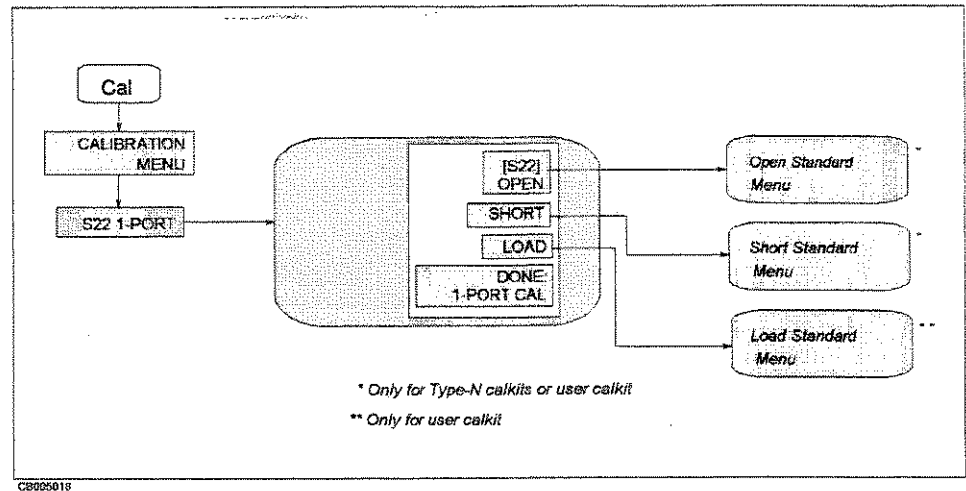 Cal
CALIBRATION
MENU
S22 1-PORT
[S22]
OPEN
SHORT
LOAD
DONE:
1-PORT CAL
Open Standard
Menu
*
Short Standard
Menu
*
Load Standard
Menu
**
* Only for Type-N calkits or user calkit
** Only for user calkit
CB005018